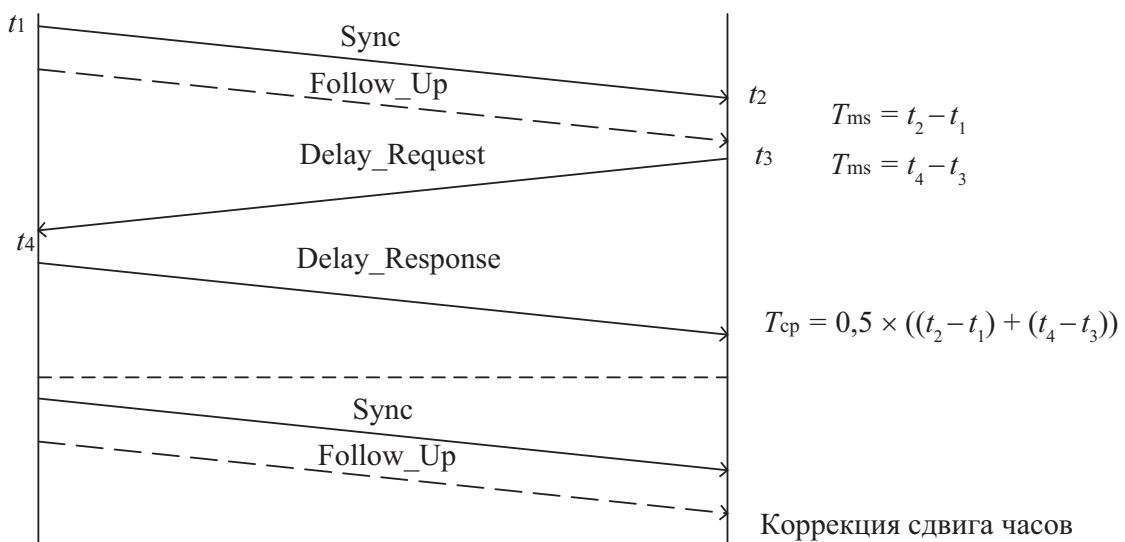 t1
Sync
Follow_Up
t2
Tms = t2 – t1
Delay_Request
t3
Tms = t4 – t3
t4
Delay_Response
Tср = 0,5 × ((t2 – t1) + (t4 – t3))
Sync
Follow_Up
Коррекция сдвига часов